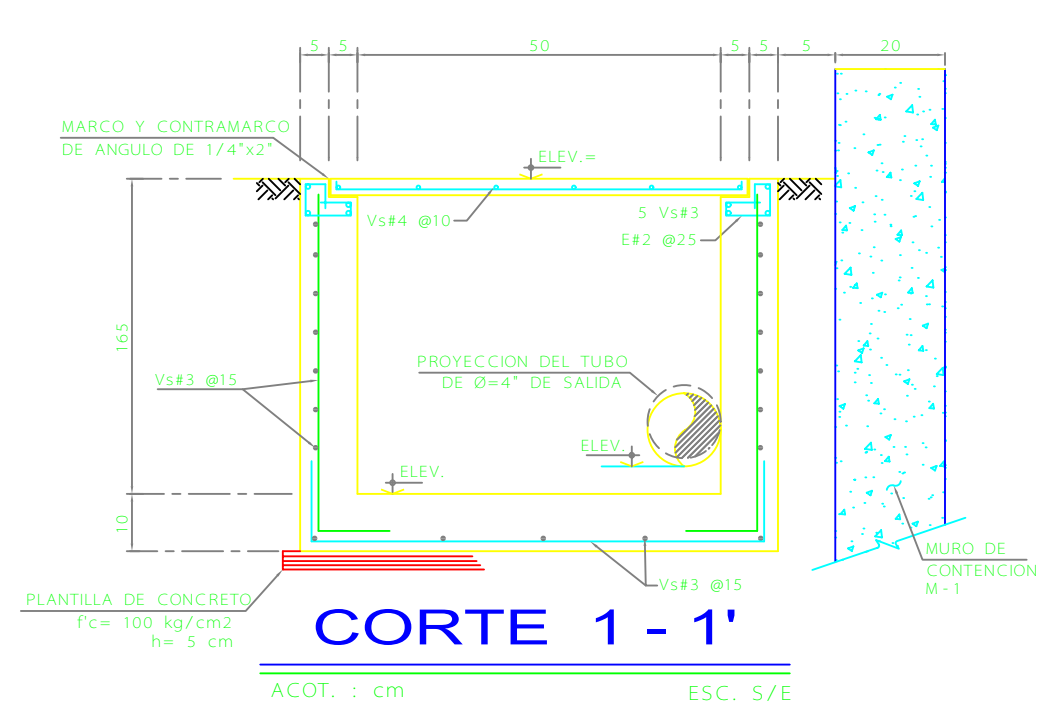 5 5 50 5 5 5 20
MARCO Y CONTRAMARCO
DE ANGULO DE 1/4"x2"
ELEV.=
Vs#4 @10
5 Vs#3
E#2 @25
165
PROYECCION DEL TUBO
DE Ø=4" DE SALIDA
Vs#3 @15
ELEV.
ELEV.
10
MURO DE
CONTENCION
M-1
Vs#3 @15
PLANTILLA DE CONCRETO
f'c= 100 kg/cm2
h= 5 cm
CORTE 1-1'
ACOT. : cm
ESC. S/E